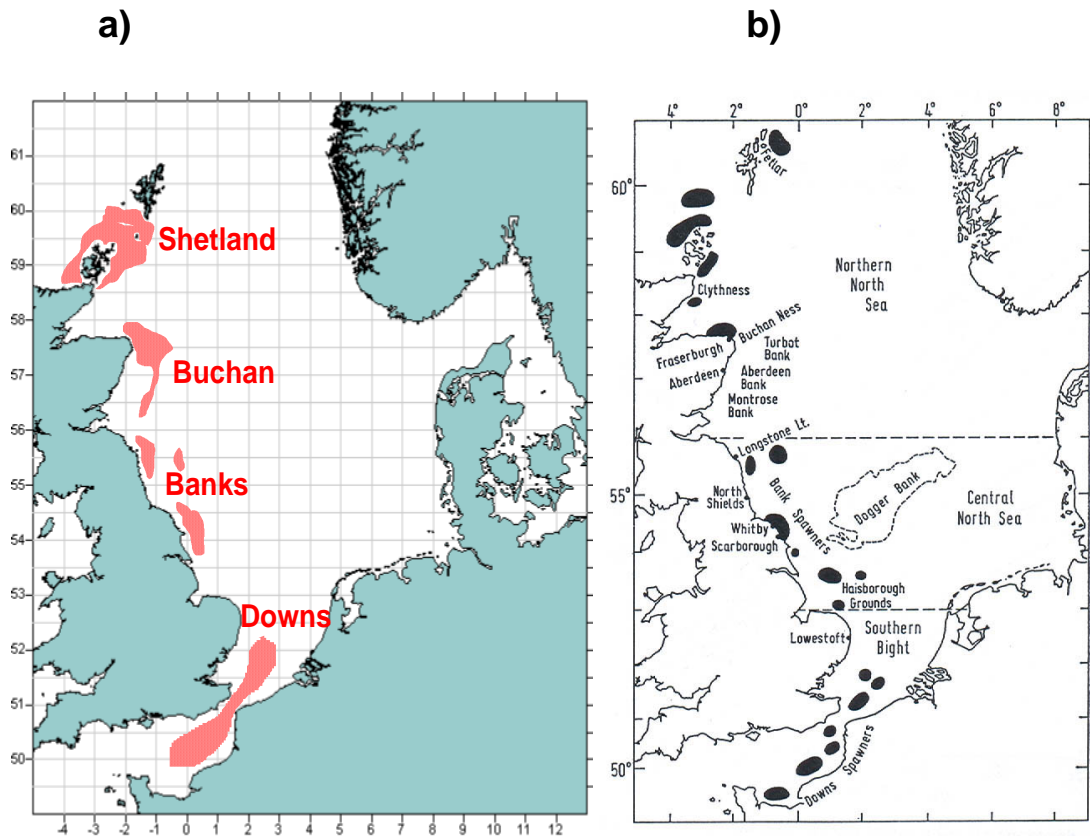 a)
b)
61
60
59
58
57
56
55
54
53
52
51
50
-4 -3 -2 -1 0 1 2 3 4 5 6 7 8 9 10 11 12
Shetland
Buchan
Banks
Downs
4° 2° 0° 2° 4° 6° 8°
60°
55°
50°
Fetlar
Northern
North
Sea
Clythness
Buchan Ness
Fraserburgh
Turbot
Bank
Aberdeen
Aberdeen
Bank
Montrose
Bank
Longstone Lt.
North
Shields
Bank Spawners
Dogger Bank
Central
North Sea
Whitby
Scarborough
Haisborough
Grounds
Lowestoft
Southern
Bight
Downs Spawners